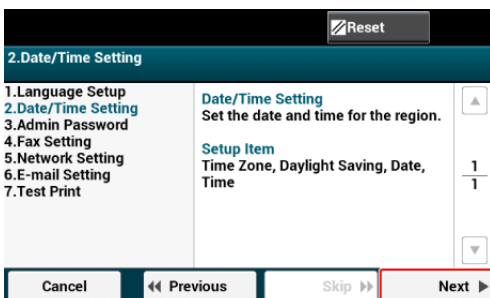 Reset
2.Date/Time Setting
1.Language Setup
2.Date/Time Setting
3.Admin Password
4.Fax Setting
5.Network Setting
6.E-mail Setting
7.Test Print
Date/Time Setting
Set the date and time for the region.
Setup Item
Time Zone, Daylight Saving, Date,
Time
1
1
Cancel
Previous
Skip
Next